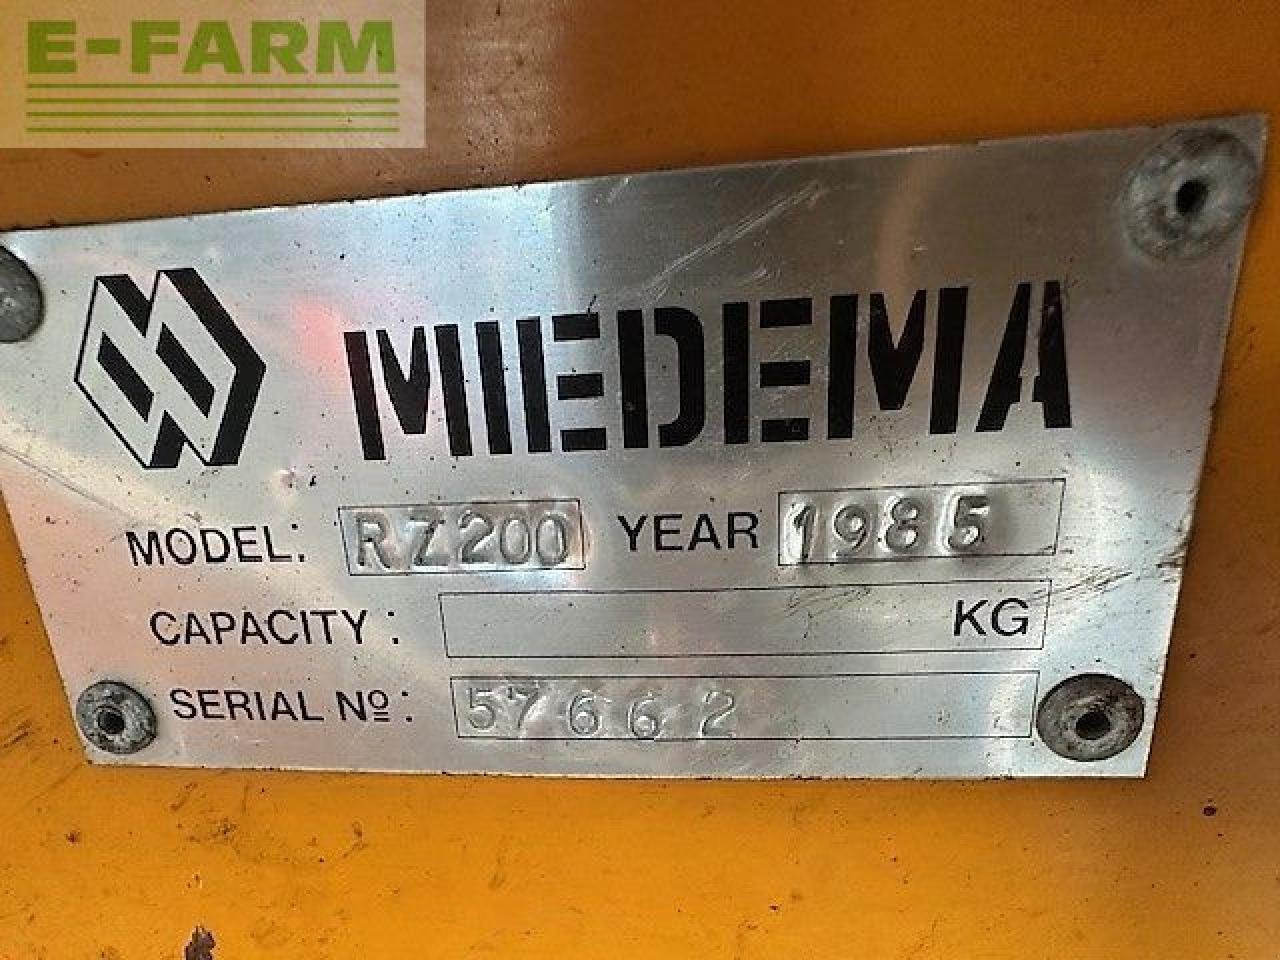 E-FARM
MIEDEMA
MODEL: RZ200 YEAR 1985
CAPACITY: KG
SERIAL Nº: 57662